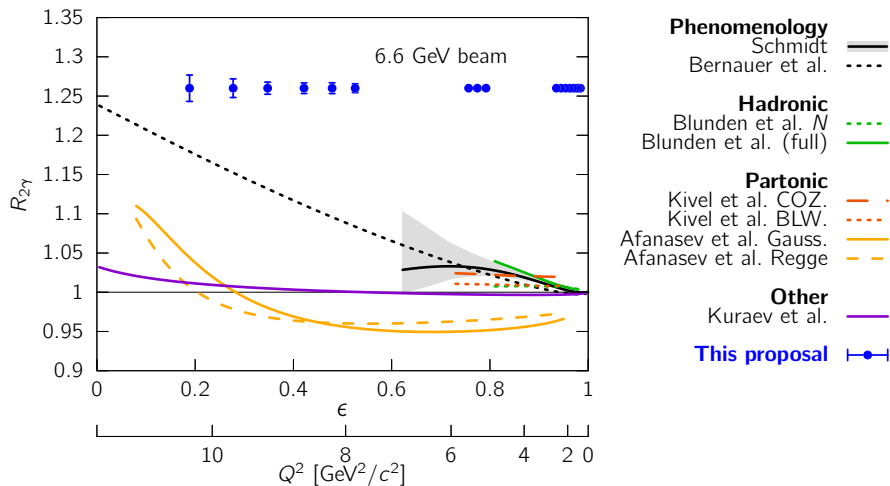 1.35
1.3
1.25
1.2
1.15
1.1
1.05
1
0.95
0.9
R2γ
6.6 GeV beam
0
0.2
0.4
0.6
0.8
1
ϵ
10
8
6
4
2
0
Q² [GeV²/c²]
Phenomenology
Schmidt
Bernauer et al.
Hadronic
Blunden et al. N
Blunden et al. (full)
Partonic
Kivel et al. COZ.
Kivel et al. BLW.
Afanasev et al. Gauss.
Afanasev et al. Regge
Other
Kuraev et al.
This proposal